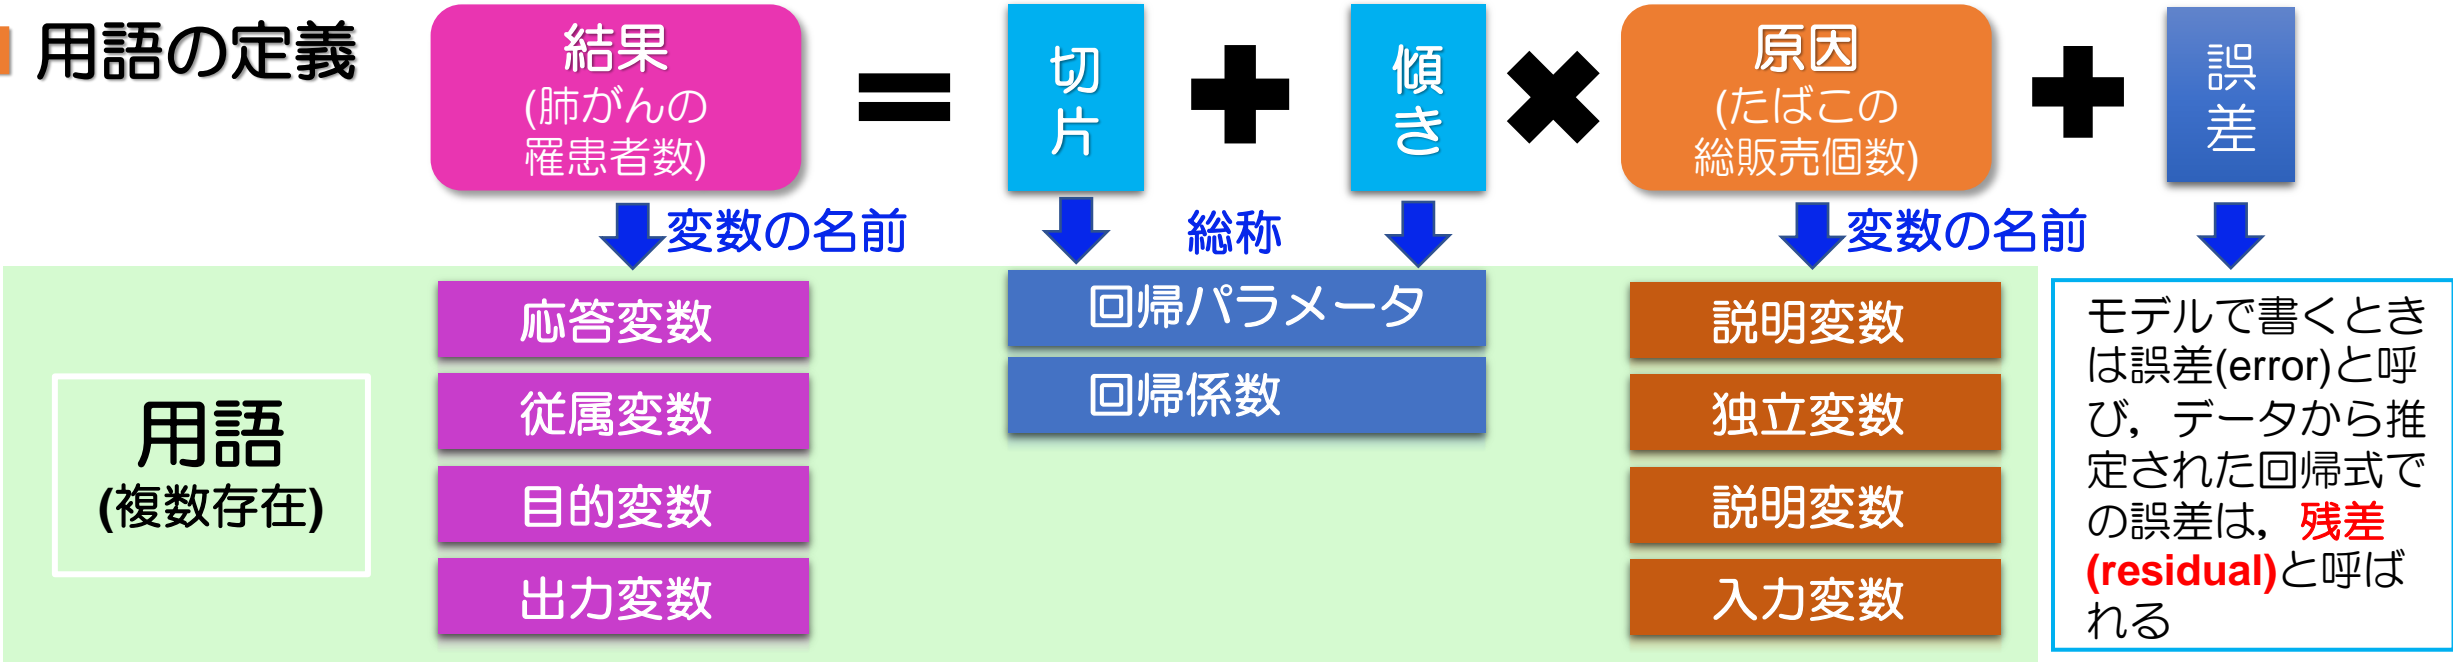 用語の定義
結果
(肺がんの
罹患者数)
=
切
片
+
傾
き
×
原因
(たばこの
総販売個数)
+
誤
差
変数の名前
総称
変数の名前
用語
(複数存在)
応答変数
従属変数
目的変数
出力変数
回帰パラメータ
回帰係数
説明変数
独立変数
説明変数
入力変数
モデルで書くとき
は誤差(error)と呼
び，データから推
定された回帰式で
の誤差は，残差
(residual)と呼ば
れる